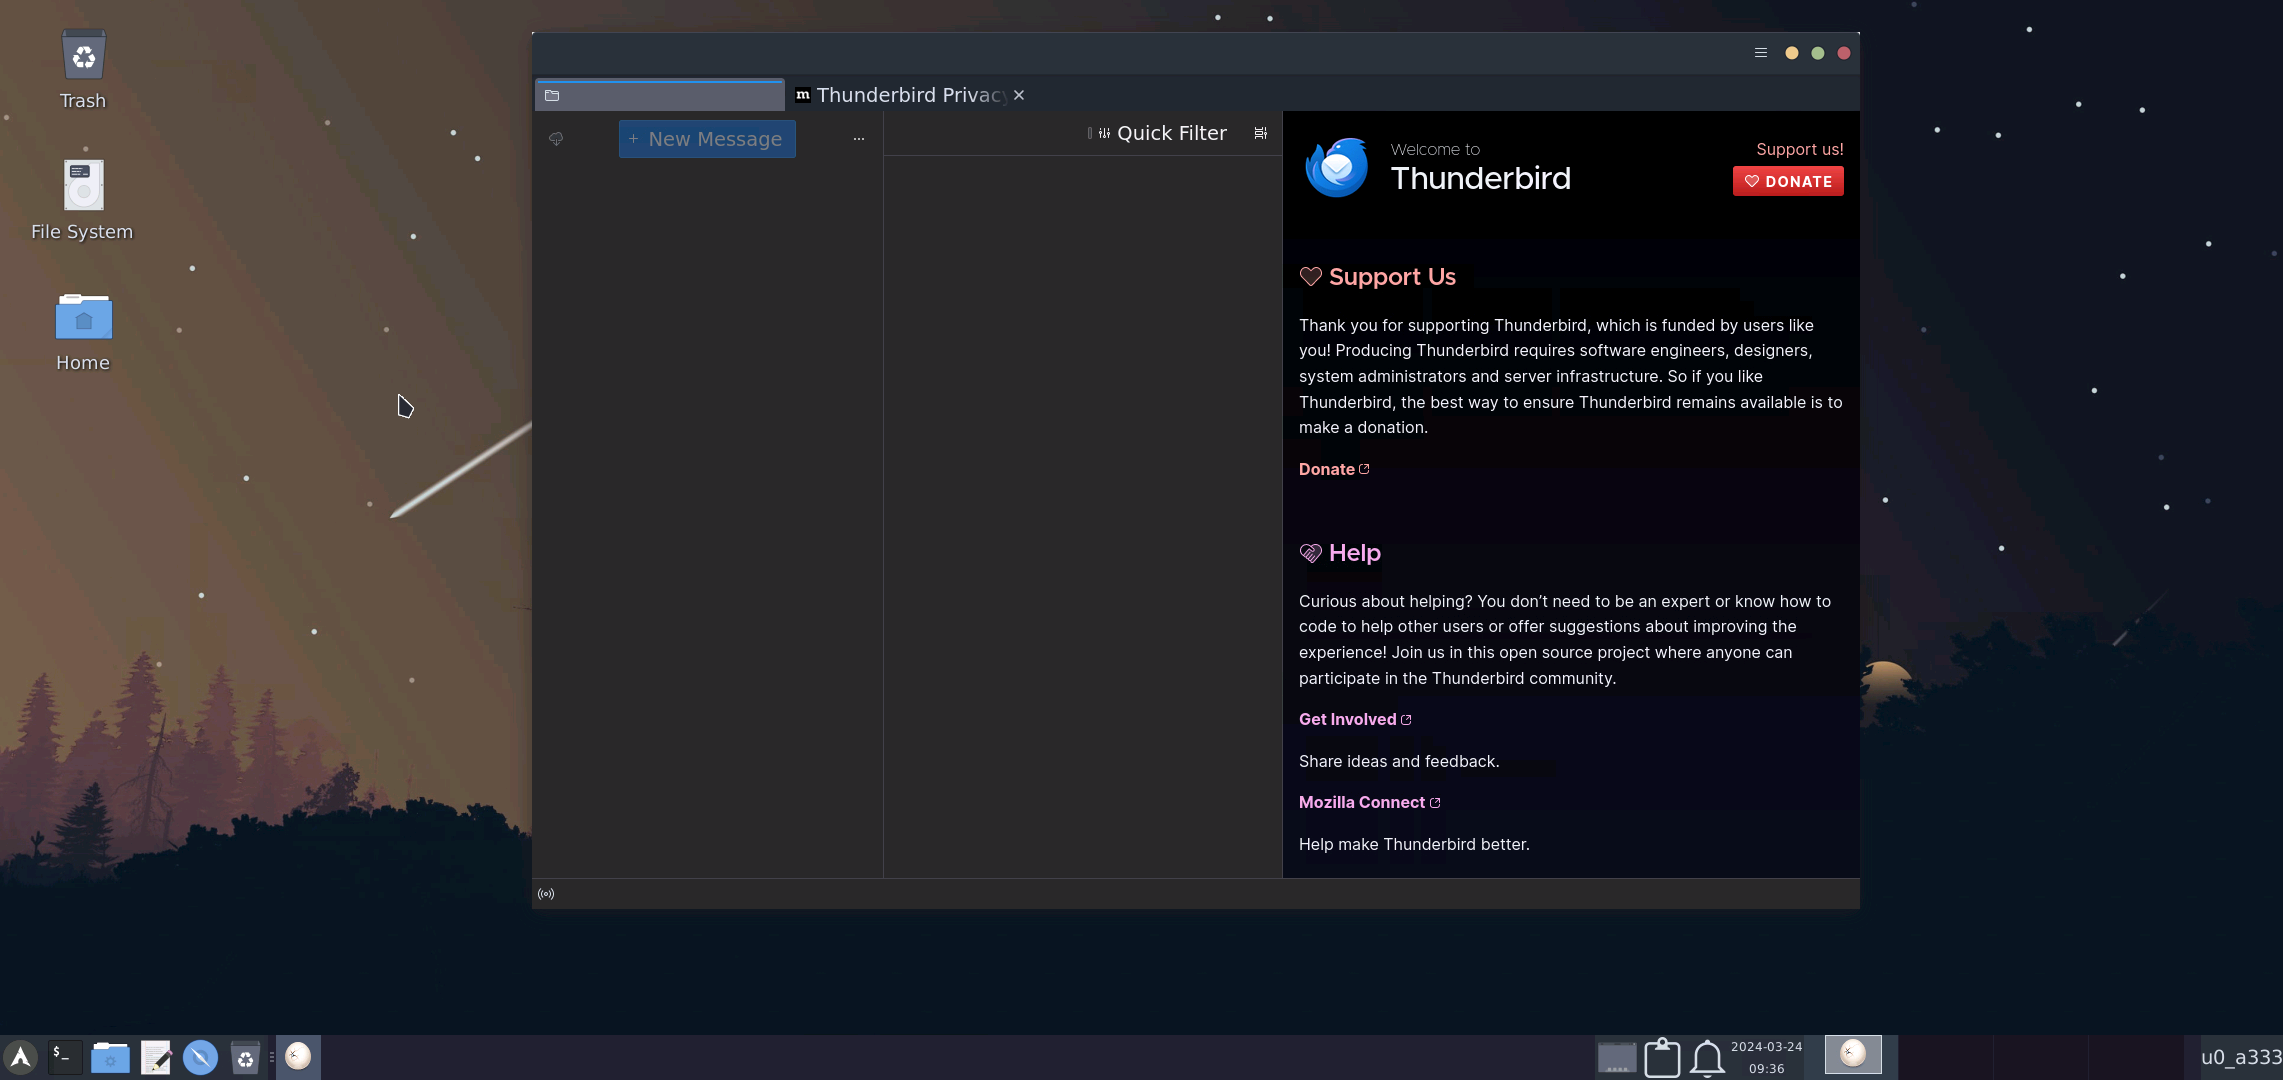 Trash
File System
Home
Thunderbird Privac
+ New Message
...
Quick Filter
Welcome to
Thunderbird
Support us!
DONATE
Support Us
Thank you for supporting Thunderbird, which is funded by users like
you! Producing Thunderbird requires software engineers, designers,
system administrators and server infrastructure. So if you like
Thunderbird, the best way to ensure Thunderbird remains available is to
make a donation.
Donate
Help
Curious about helping? You don’t need to be an expert or know how to
code to help other users or offer suggestions about improving the
experience! Join us in this open source project where anyone can
participate in the Thunderbird community.
Get Involved
Share ideas and feedback.
Mozilla Connect
Help make Thunderbird better.
$_
2024-03-24
09:36
u0_a333